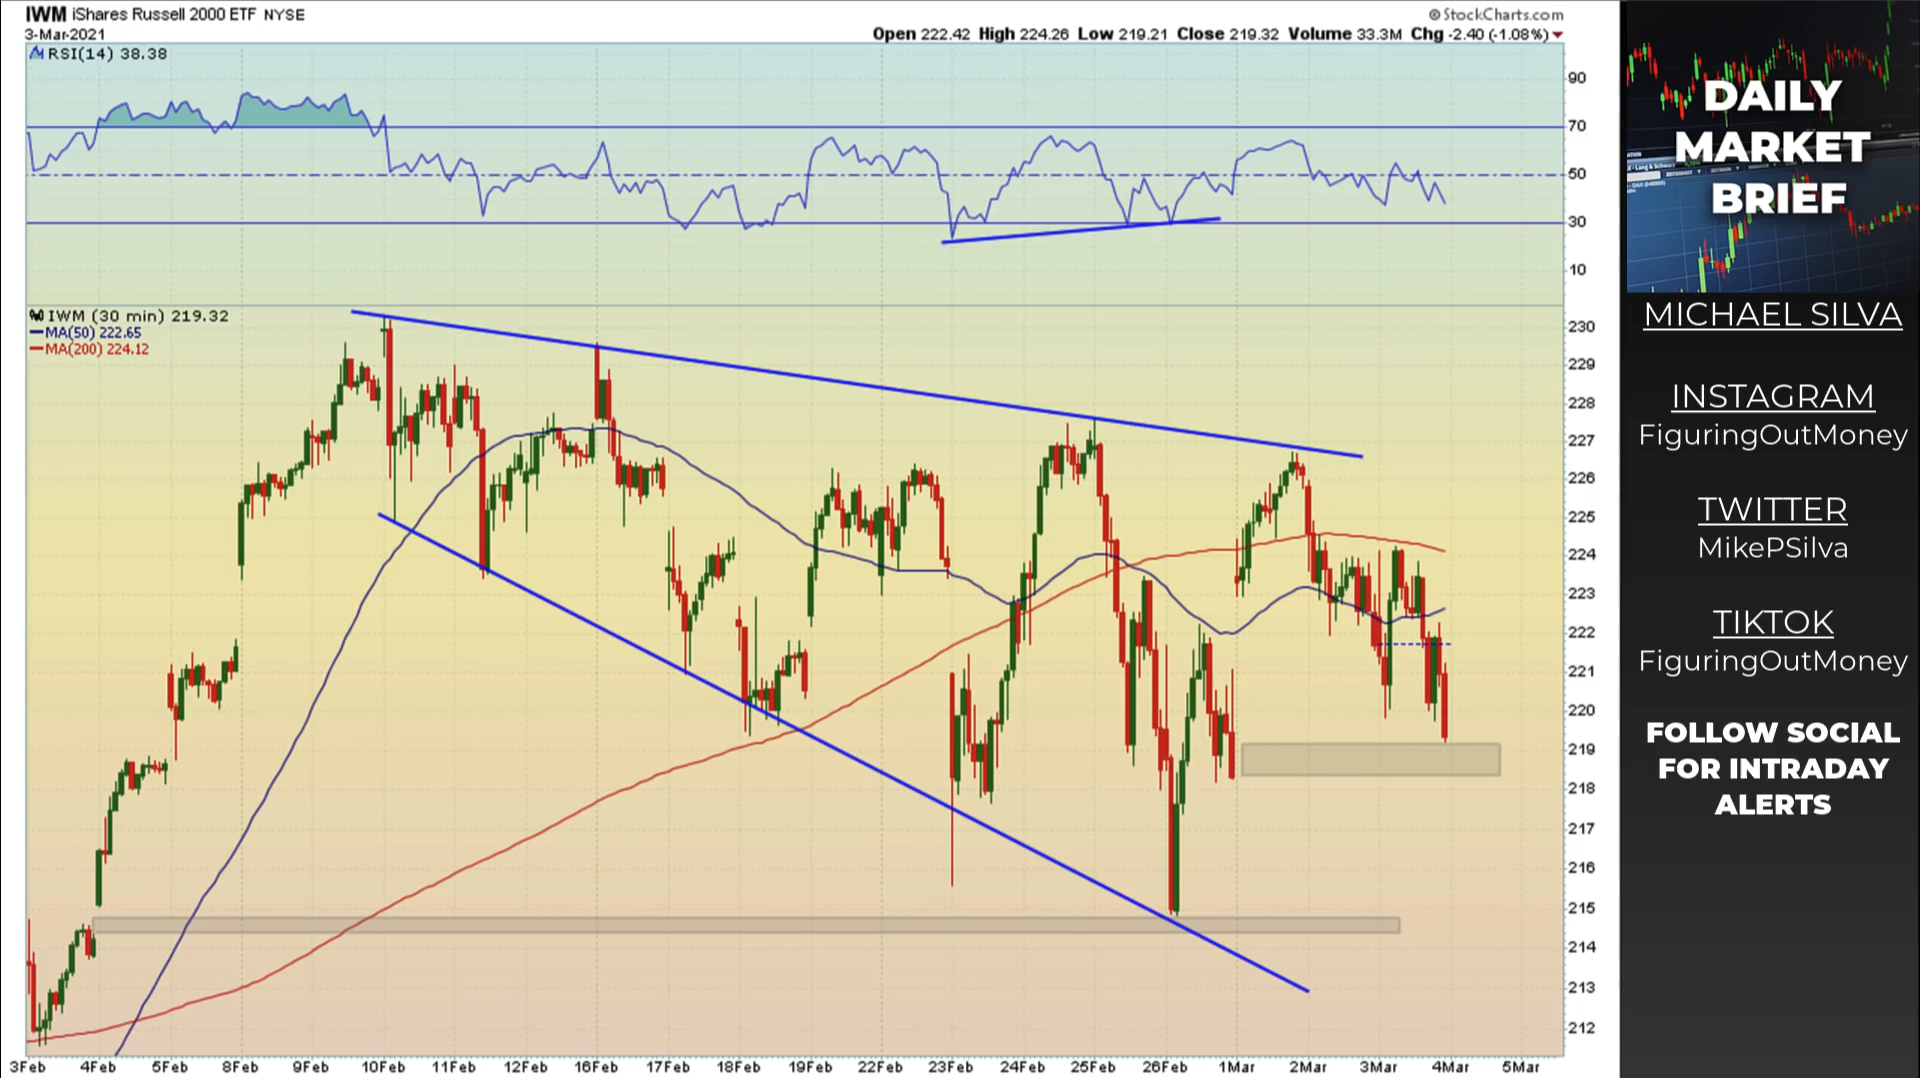 IWM iShares Russell 2000 ETF NYSE
© StockCharts.com
3-Mar-2021
Open 222.42 High 224.26 Low 219.21 Close 219.32 Volume 33.3M Chg -2.40 (-1.08%)
RSI(14) 38.38
90
70
50
30
10
IWM (30 min) 219.32
MA(50) 222.65
MA(200) 224.12
230
229
228
227
226
225
224
223
222
221
220
219
218
217
216
215
214
213
212
3Feb 4Feb 5Feb 8Feb 9Feb 10Feb 11Feb 12Feb 16Feb 17Feb 18Feb 19Feb 22Feb 23Feb 24Feb 25Feb 26Feb 1Mar 2Mar 3Mar 4Mar 5Mar
DAILY
MARKET
BRIEF
MICHAEL SILVA
INSTAGRAM
FiguringOutMoney
TWITTER
MikePSilva
TIKTOK
FiguringOutMoney
FOLLOW SOCIAL
FOR INTRADAY
ALERTS